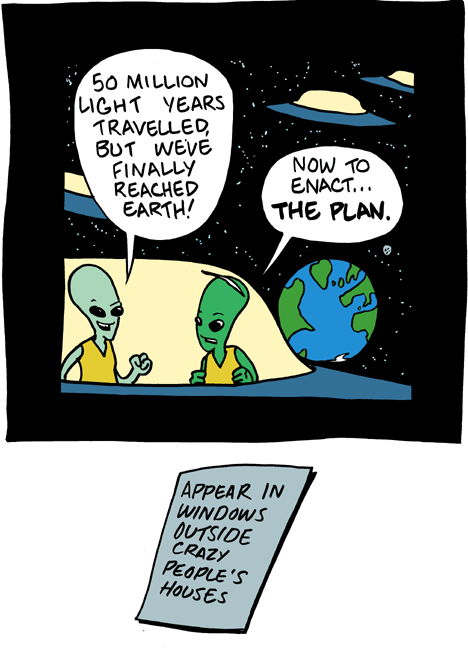 50 MILLION
LIGHT YEARS
TRAVELLED,
BUT WE'VE
FINALLY
REACHED
EARTH!
NOW TO
ENACT...
THE PLAN.
APPEAR IN
WINDOWS
OUTSIDE
CRAZY
PEOPLE'S
HOUSES